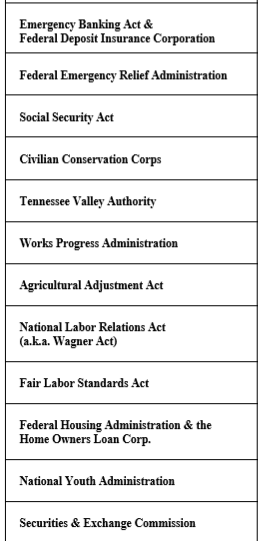 Emergency Banking Act &
Federal Deposit Insurance Corporation
Federal Emergency Relief Administration
Social Security Act
Civilian Conservation Corps
Tennessee Valley Authority
Works Progress Administration
Agricultural Adjustment Act
National Labor Relations Act
(a.k.a. Wagner Act)
Fair Labor Standards Act
Federal Housing Administration & the
Home Owners Loan Corp.
National Youth Administration
Securities & Exchange Commission